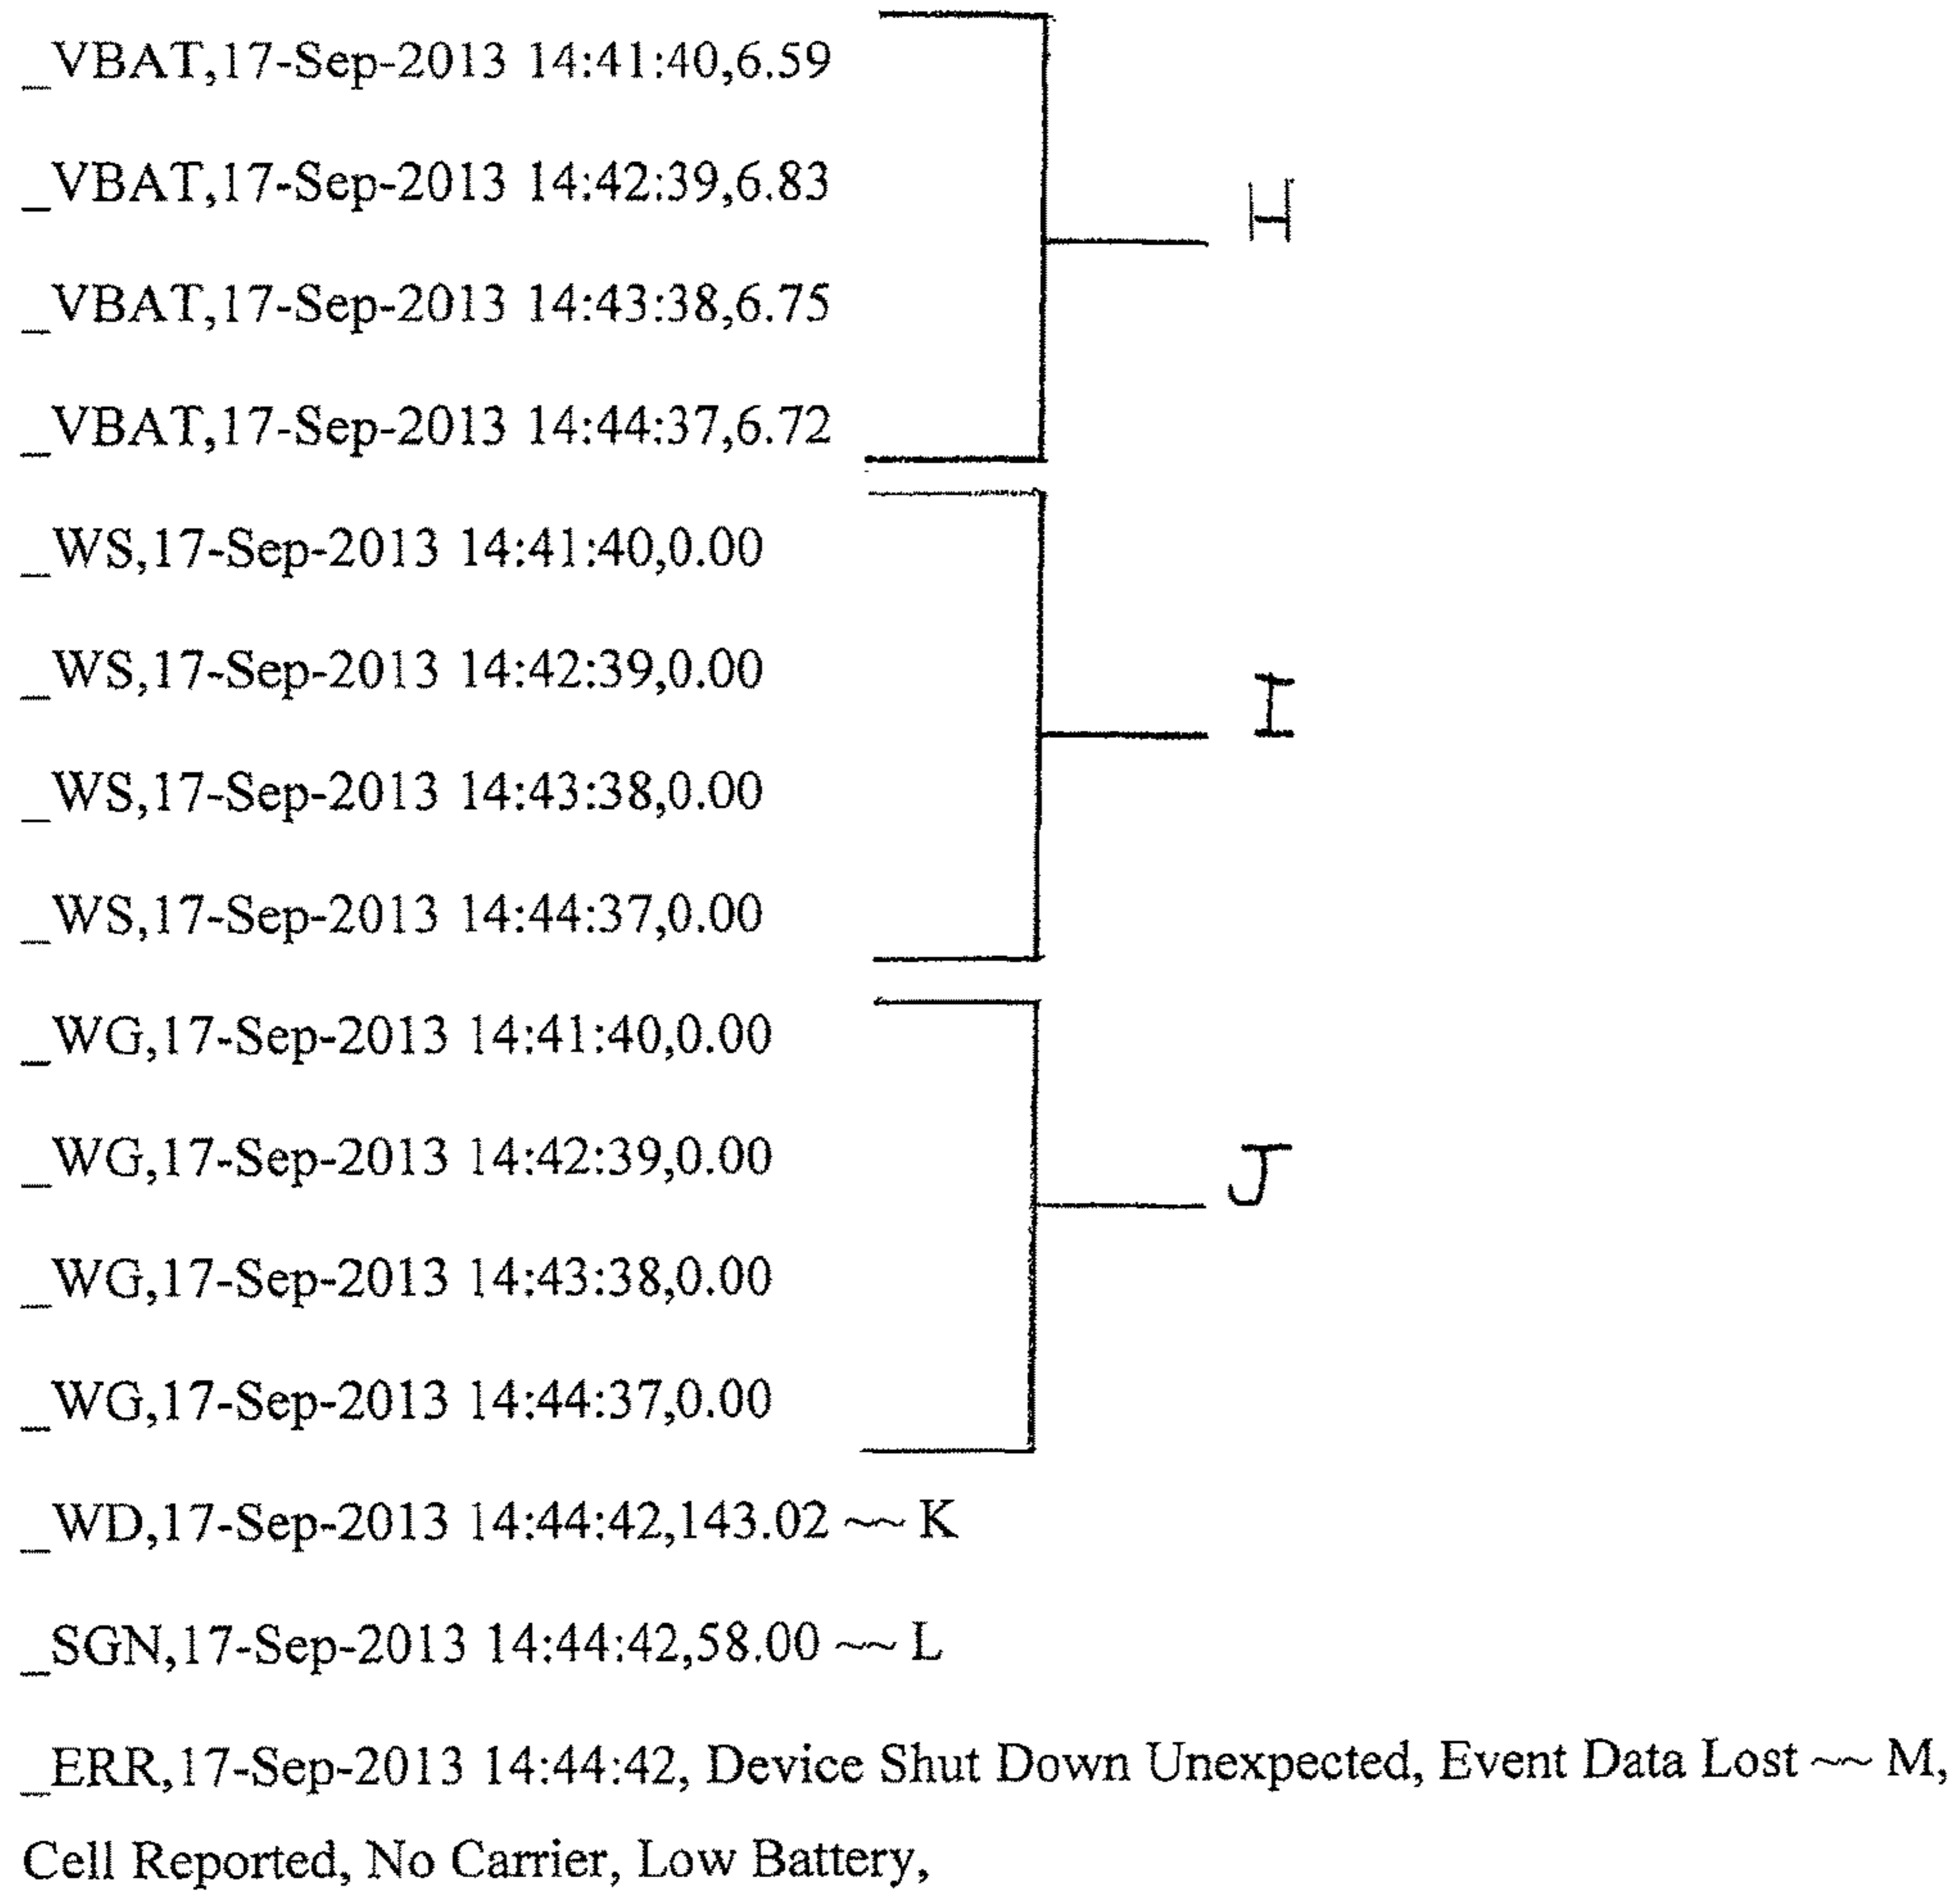 _VBAT,17-Sep-2013 14:41:40,6.59
_VBAT,17-Sep-2013 14:42:39,6.83
H
_VBAT,17-Sep-2013 14:43:38,6.75
_VBAT,17-Sep-2013 14:44:37,6.72
_WS,17-Sep-2013 14:41:40,0.00
_WS,17-Sep-2013 14:42:39,0.00
I
_WS,17-Sep-2013 14:43:38,0.00
_WS,17-Sep-2013 14:44:37,0.00
_WG,17-Sep-2013 14:41:40,0.00
_WG,17-Sep-2013 14:42:39,0.00
J
_WG,17-Sep-2013 14:43:38,0.00
_WG,17-Sep-2013 14:44:37,0.00
_WD,17-Sep-2013 14:44:42,143.02 ~~ K
_SGN,17-Sep-2013 14:44:42,58.00 ~~ L
_ERR,17-Sep-2013 14:44:42, Device Shut Down Unexpected, Event Data Lost ~~ M,
Cell Reported, No Carrier, Low Battery,